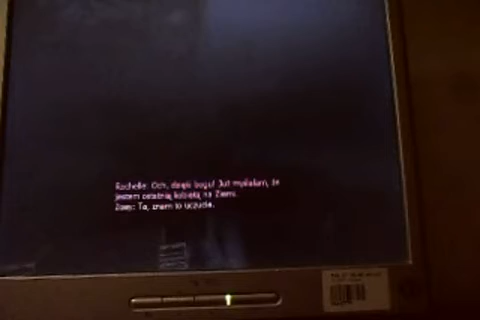 Rochelle: Och, dzięki bogu! Już myślałam, że
jestem ostatnią kobietą na Ziemi.
Zoey: Ta, znam to uczucie.